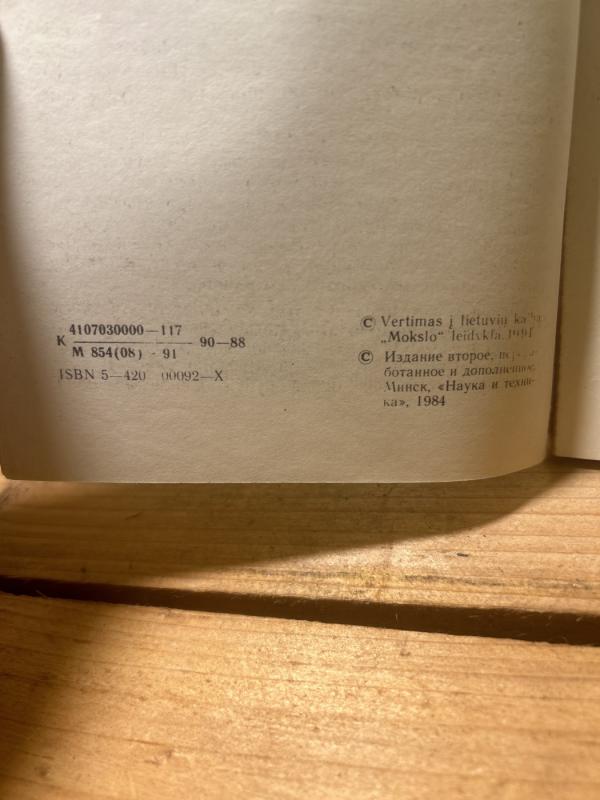 K 4107030000—117
M 854(08) - 91
90—88
ISBN 5—420 00092—X
© Vertimas į lietuvių
„Mokslo“ leidykla, 1991
© Издание второе,
ботанное и дополненное,
Минск, «Наука и техни-
ка», 1984